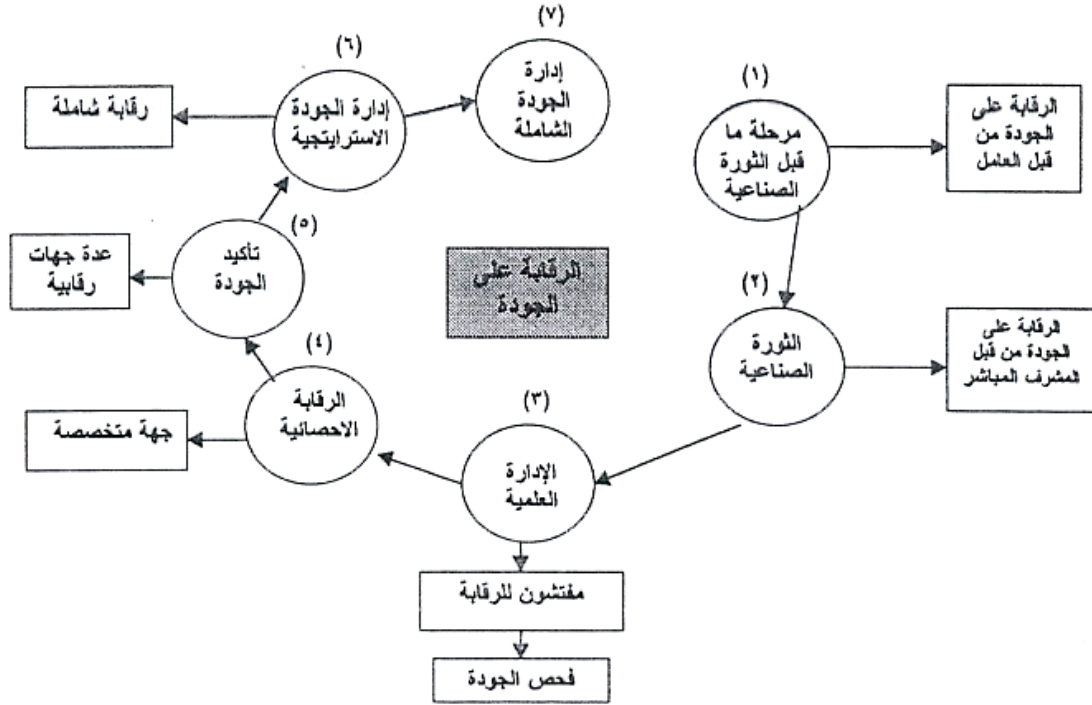 (١)
مرحلة ما
قبل الثورة
الصناعية
الرقابة على
الجودة من
قبل العامل
(٢)
الثورة
الصناعية
الرقابة على
الجودة من قبل
المشرف المباشر
(٣)
الإدارة
العلمية
مفتشون للرقابة
فحص الجودة
(٤)
الرقابة
الاحصائية
جهة متخصصة
(٥)
تأكيد
الجودة
عدة جهات
رقابية
(٦)
إدارة الجودة
الاسترايتجية
رقابة شاملة
(٧)
إدارة
الجودة
الشاملة
الرقابة على
الجودة